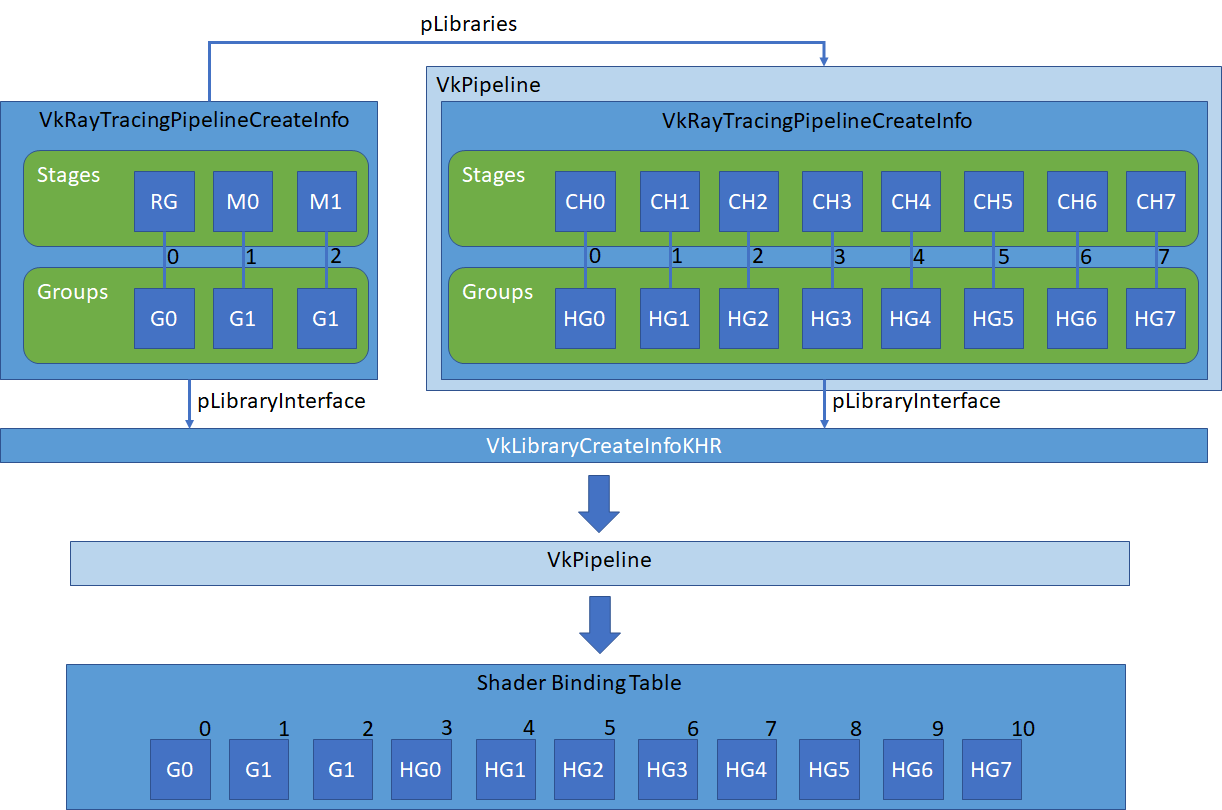 pLibraries
VkPipeline
VkRayTracingPipelineCreateInfo
VkRayTracingPipelineCreateInfo
Stages
RG M0 M1
Stages
CH0 CH1 CH2 CH3 CH4 CH5 CH6 CH7
0 1 2
0 1 2 3 4 5 6 7
Groups
G0 G1 G1
Groups
HG0 HG1 HG2 HG3 HG4 HG5 HG6 HG7
pLibraryInterface
pLibraryInterface
VkLibraryCreateInfoKHR
VkPipeline
Shader Binding Table
0 1 2 3 4 5 6 7 8 9 10
G0 G1 G1 HG0 HG1 HG2 HG3 HG4 HG5 HG6 HG7